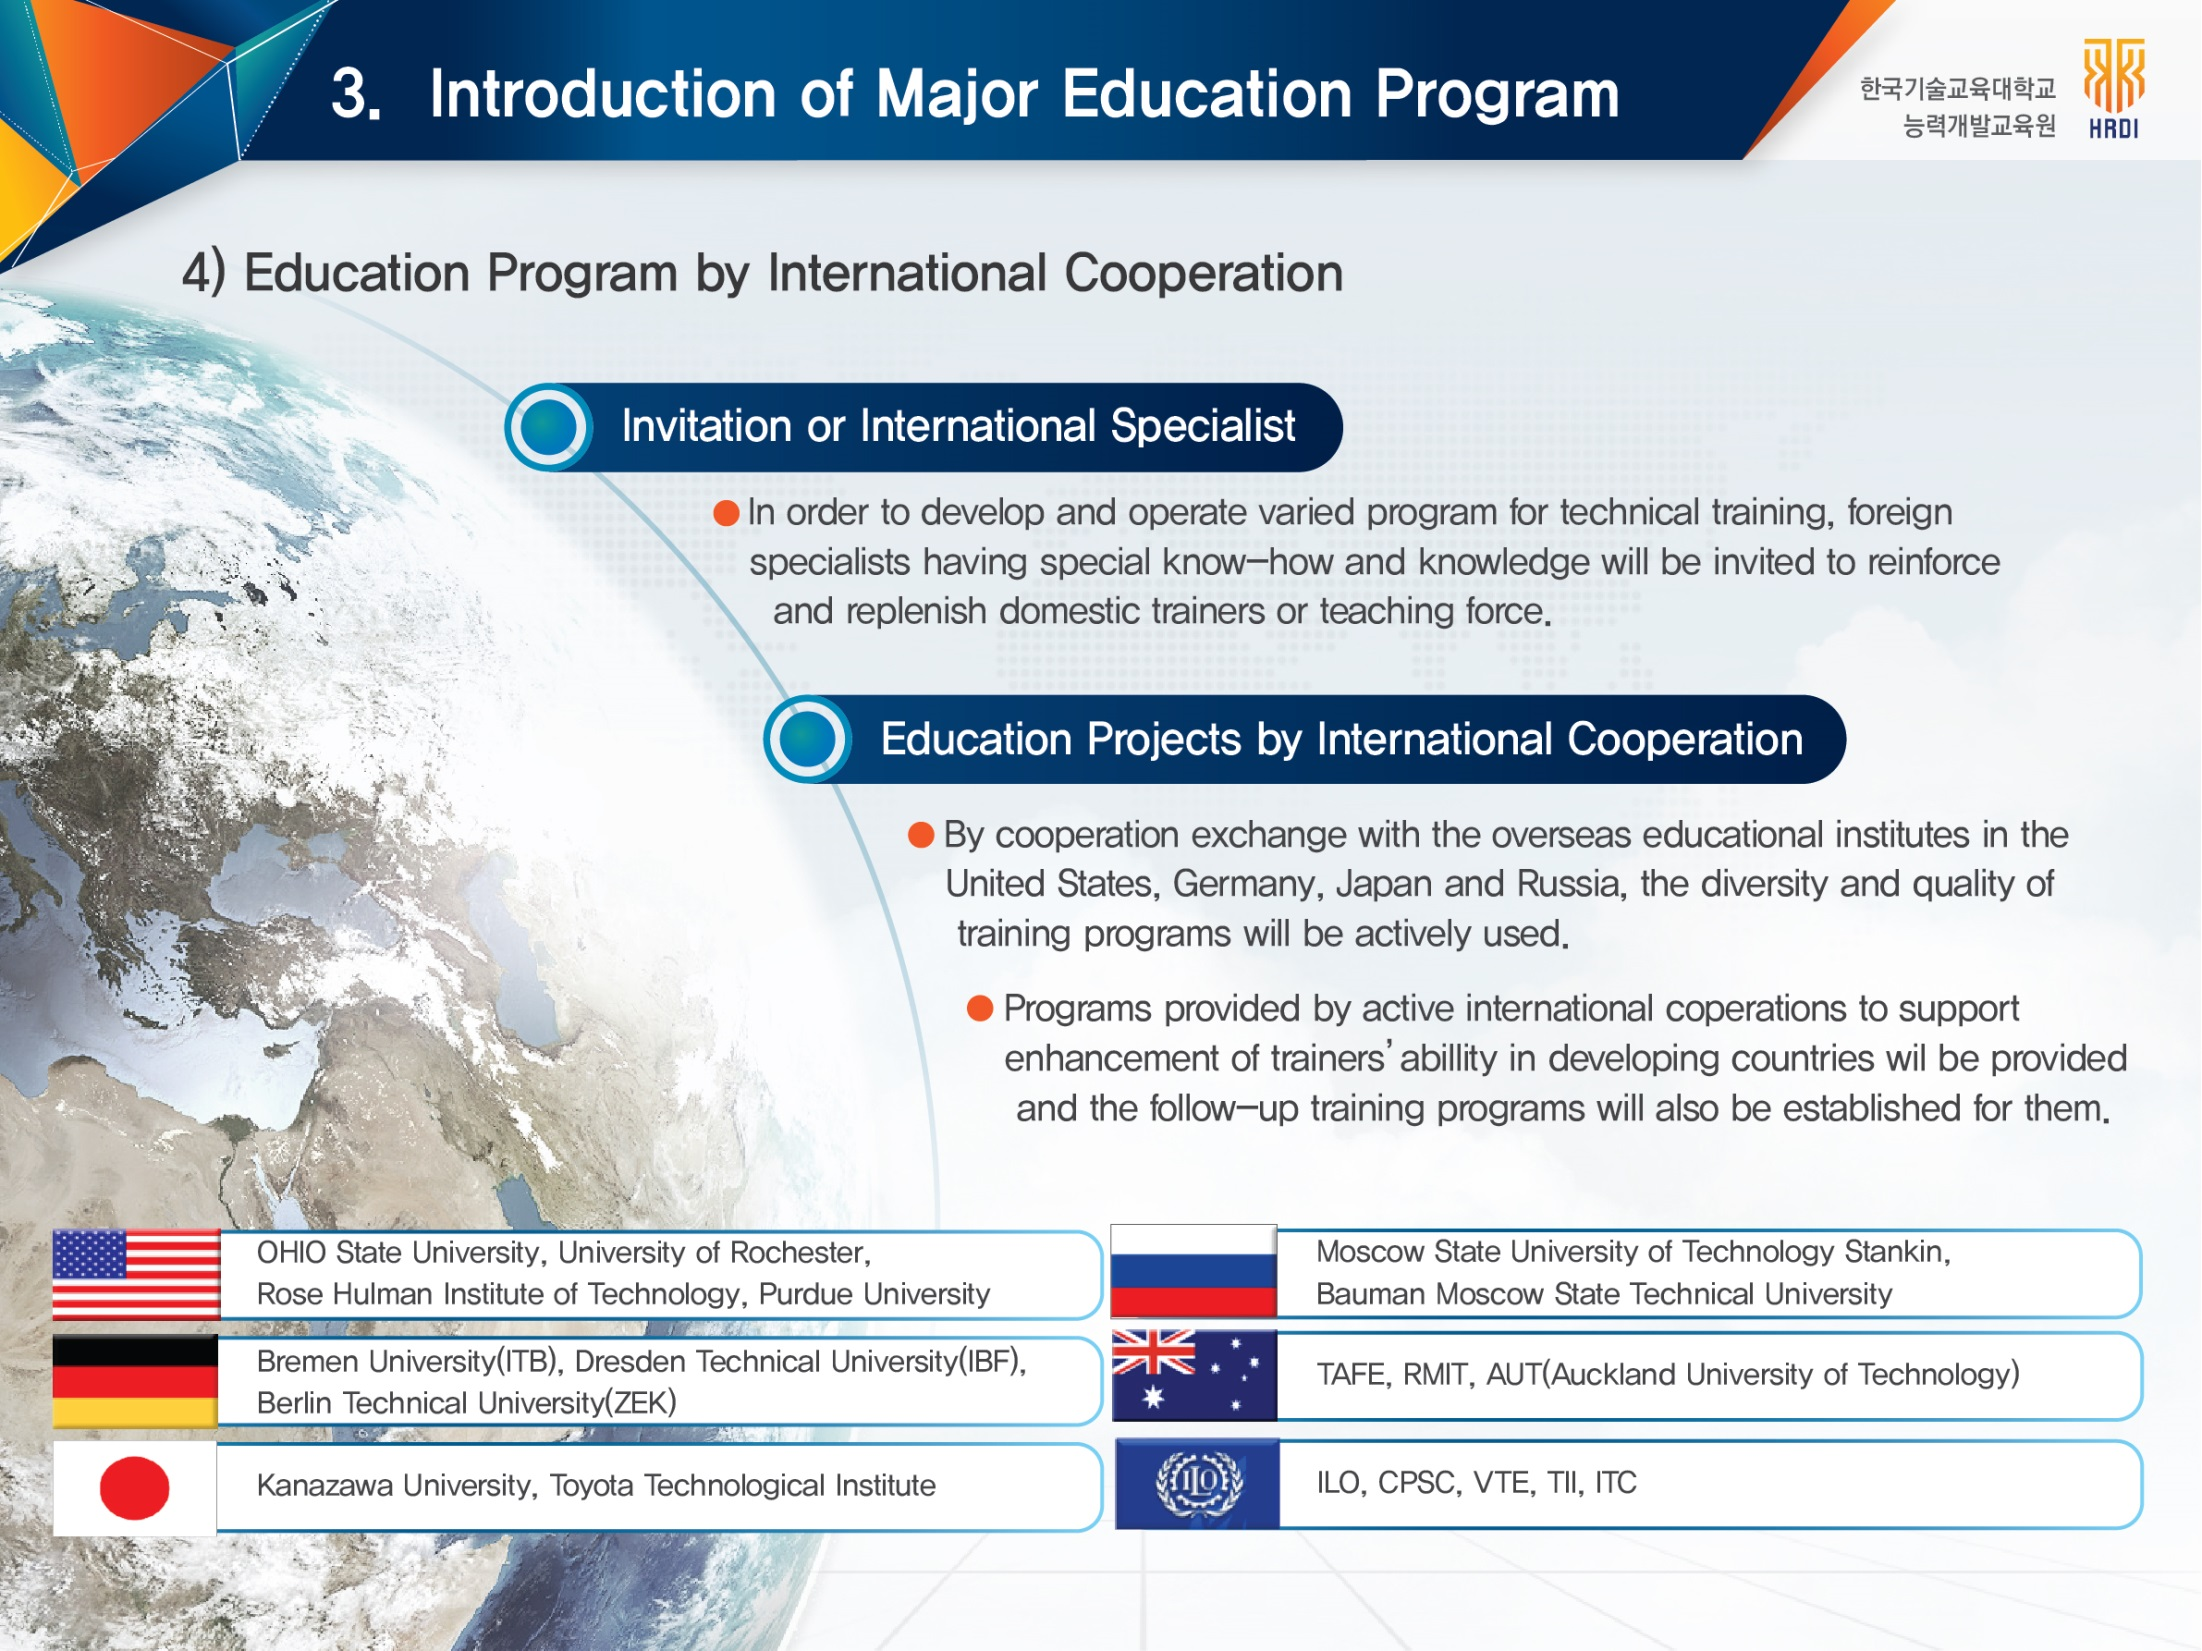 3. Introduction of Major Education Program
한국기술교육대학교
능력개발교육원
HRDI
4) Education Program by International Cooperation
Invitation or International Specialist
In order to develop and operate varied program for technical training, foreign
specialists having special know-how and knowledge will be invited to reinforce
and replenish domestic trainers or teaching force.
Education Projects by International Cooperation
By cooperation exchange with the overseas educational institutes in the
United States, Germany, Japan and Russia, the diversity and quality of
training programs will be actively used.
Programs provided by active international coperations to support
enhancement of trainers' abillity in developing countries wil be provided
and the follow-up training programs will also be established for them.
OHIO State University, University of Rochester,
Rose Hulman Institute of Technology, Purdue University
Bremen University(ITB), Dresden Technical University(IBF),
Berlin Technical University(ZEK)
Kanazawa University, Toyota Technological Institute
Moscow State University of Technology Stankin,
Bauman Moscow State Technical University
TAFE, RMIT, AUT(Auckland University of Technology)
ILO
ILO, CPSC, VTE, TII, ITC